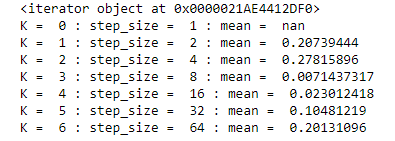 <iterator object at 0x0000021AE4412DF0>
K = 0 : step_size = 1 : mean = nan
K = 1 : step_size = 2 : mean = 0.20739444
K = 2 : step_size = 4 : mean = 0.27815896
K = 3 : step_size = 8 : mean = 0.0071437317
K = 4 : step_size = 16 : mean = 0.023012418
K = 5 : step_size = 32 : mean = 0.10481219
K = 6 : step_size = 64 : mean = 0.20131096